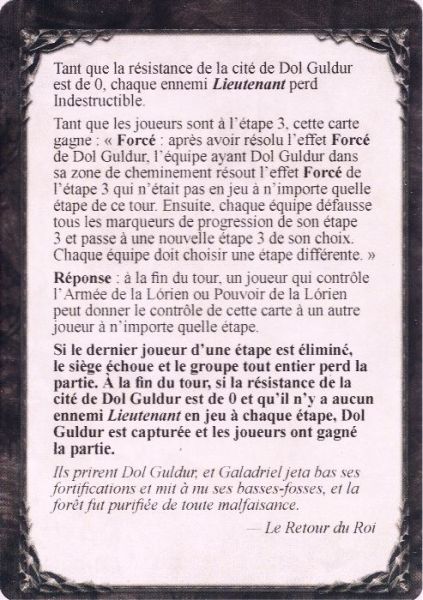 Tant que la résistance de la cité de Dol Guldur
est de 0, chaque ennemi Lieutenant perd
Indestructible.
Tant que les joueurs sont à l'étape 3, cette carte
gagne : « Forcé : après avoir résolu l'effet Forcé
de Dol Guldur, l'équipe ayant Dol Guldur dans
sa zone de cheminement résout l'effet Forcé de
l'étape 3 qui n'était pas en jeu à n'importe quelle
étape de ce tour. Ensuite, chaque équipe défausse
tous les marqueurs de progression de son étape
3 et passe à une nouvelle étape 3 de son choix.
Chaque équipe doit choisir une étape différente. »
Réponse : à la fin du tour, un joueur qui contrôle
l'Armée de la Lórien ou Pouvoir de la Lórien
peut donner le contrôle de cette carte à un autre
joueur à n'importe quelle étape.
Si le dernier joueur d'une étape est éliminé,
le siège échoue et le groupe tout entier perd la
partie. À la fin du tour, si la résistance de la
cité de Dol Guldur est de 0 et qu'il n'y a aucun
ennemi Lieutenant en jeu à chaque étape, Dol
Guldur est capturée et les joueurs ont gagné
la partie.
Ils prirent Dol Guldur, et Galadriel jeta bas ses
fortifications et mit à nu ses basses-fosses, et la
forêt fut purifiée de toute malfaisance.
— Le Retour du Roi